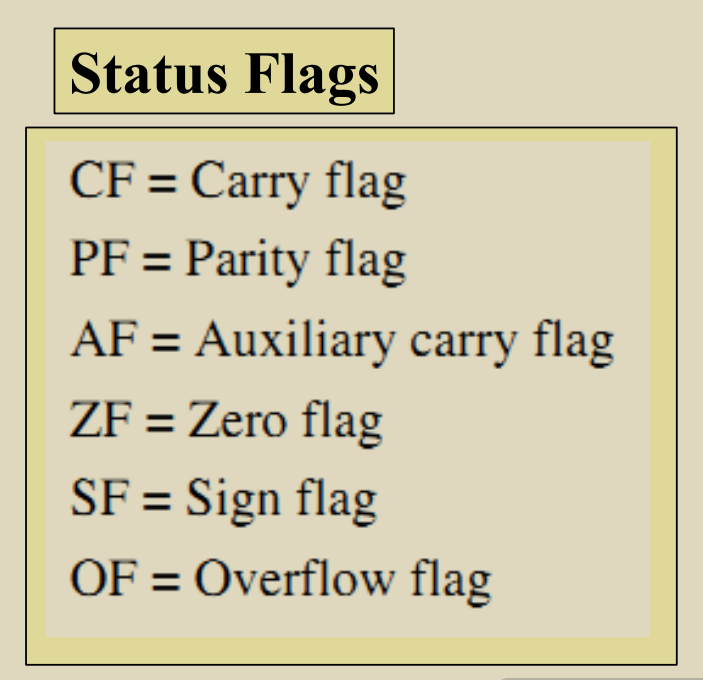 Status Flags
CF = Carry flag
PF = Parity flag
AF = Auxiliary carry flag
ZF = Zero flag
SF = Sign flag
OF = Overflow flag